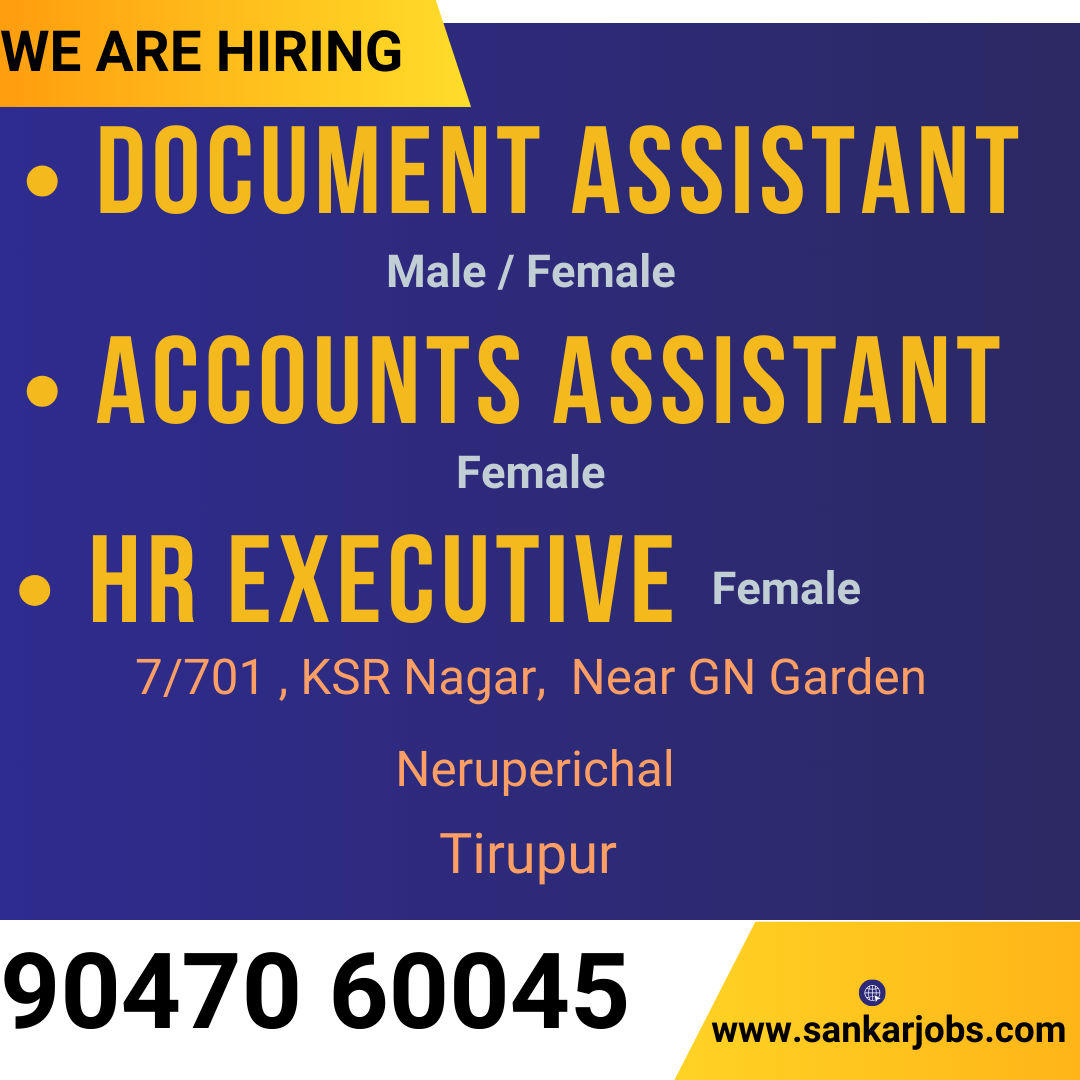 WE ARE HIRING
• DOCUMENT ASSISTANT
Male / Female
• ACCOUNTS ASSISTANT
Female
• HR EXECUTIVE Female
7/701 , KSR Nagar, Near GN Garden
Neruperichal
Tirupur
90470 60045
www.sankarjobs.com